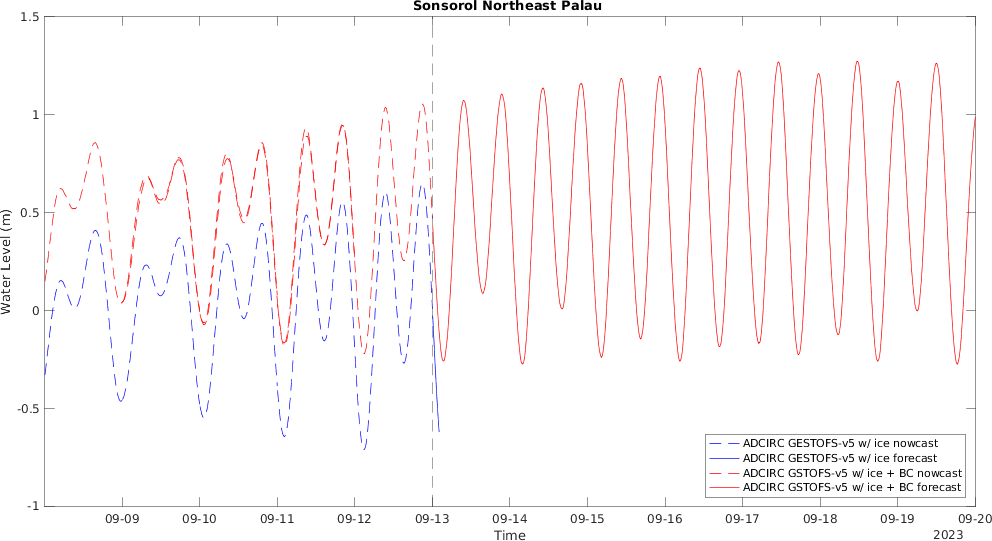 Sonsorol Northeast Palau
1.5
1
0.5
0
-0.5
-1
Water Level (m)
09-09
09-10
09-11
09-12
09-13
09-14
09-15
09-16
09-17
09-18
09-19
09-20
Time
2023
ADCIRC GESTOFS-v5 w/ ice nowcast
ADCIRC GESTOFS-v5 w/ ice forecast
ADCIRC GSTOFS-v5 w/ ice + BC nowcast
ADCIRC GSTOFS-v5 w/ ice + BC forecast